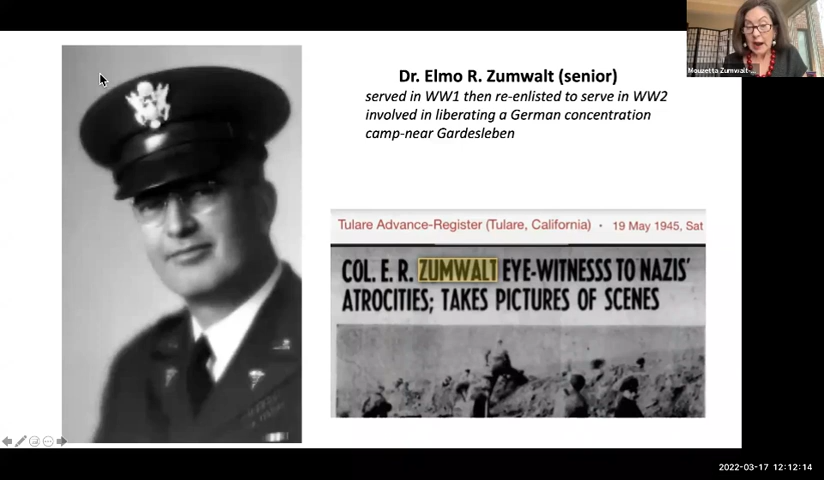 Dr. Elmo R. Zumwalt (senior)
served in WW1 then re-enlisted to serve in WW2
involved in liberating a German concentration
camp-near Gardesleben
Tulare Advance-Register (Tulare, California) · 19 May 1945, Sat
COL. E. R. ZUMWALT EYE-WITNESSS TO NAZIS'
ATROCITIES; TAKES PICTURES OF SCENES
Mouzetta Zumwalt-...
2022-03-17 12:12:14